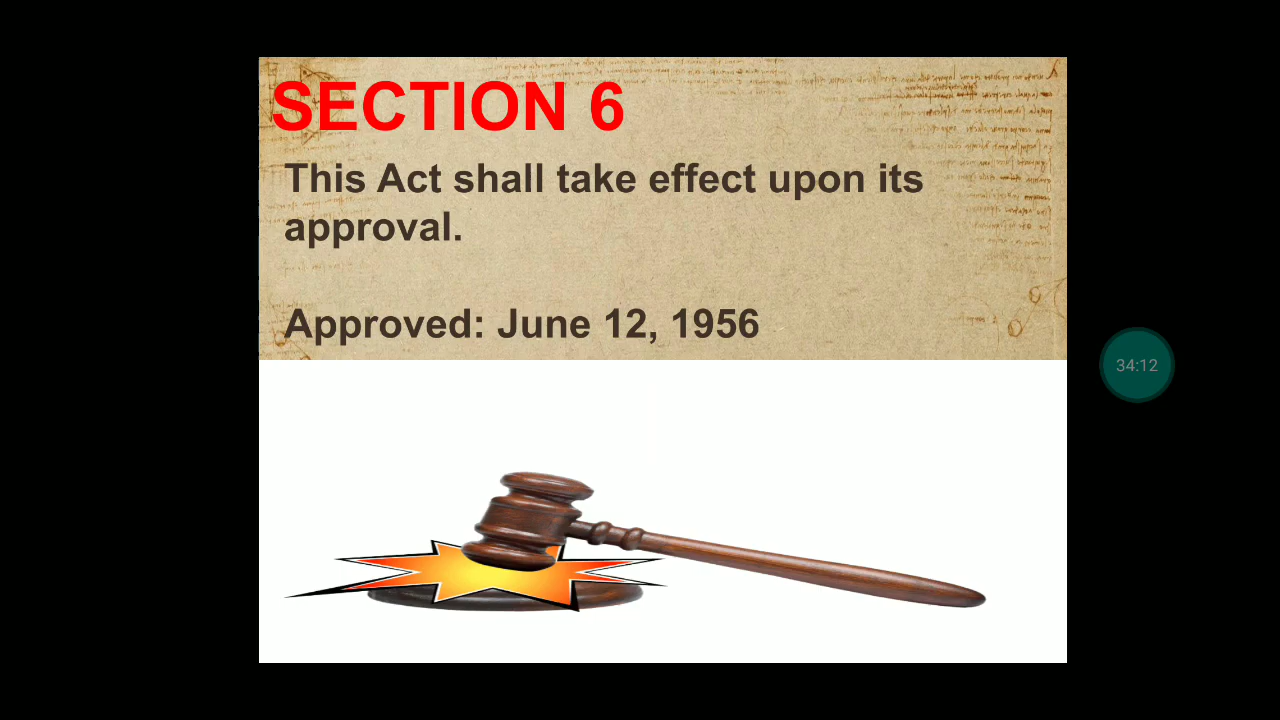 SECTION 6
This Act shall take effect upon its
approval.
Approved: June 12, 1956
34:12